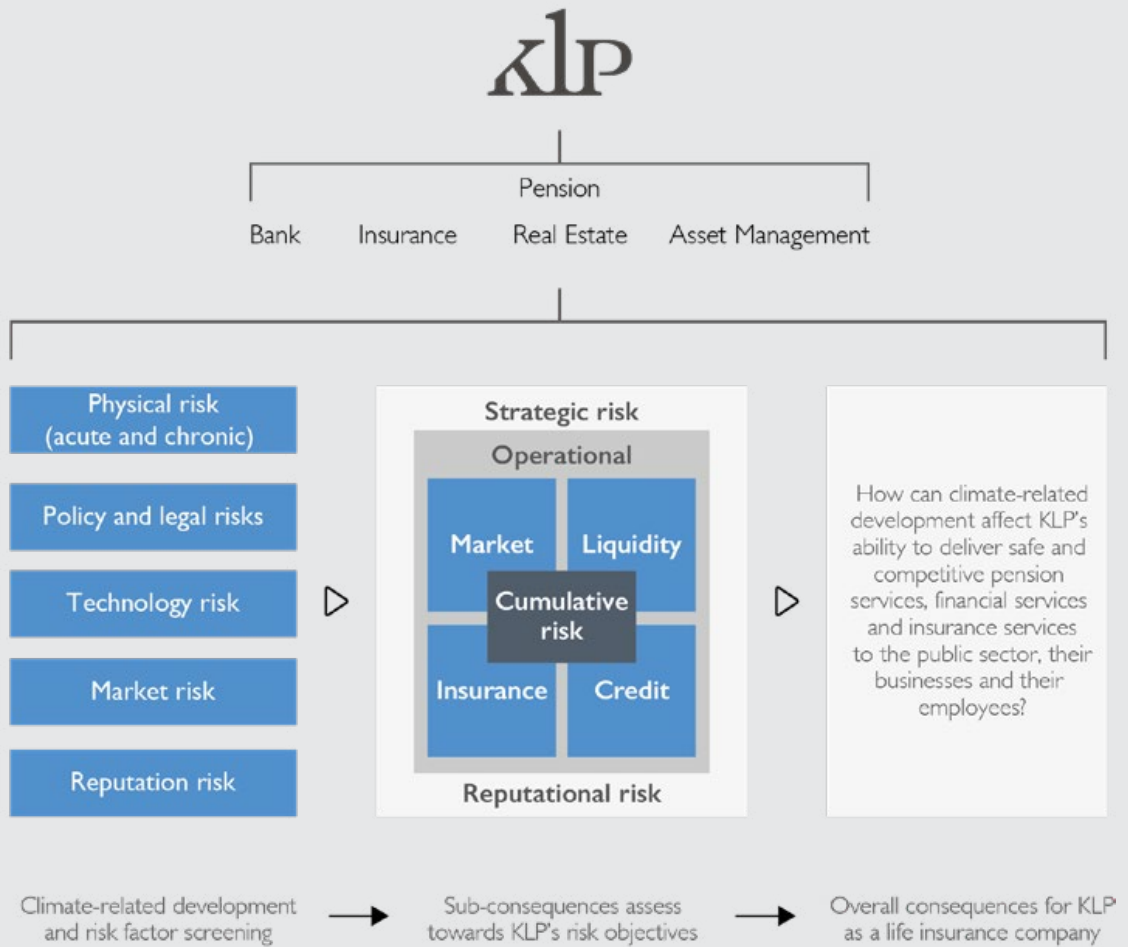 KLP
Pension
Bank Insurance Real Estate Asset Management
Physical risk
(acute and chronic)
Policy and legal risks
Technology risk
Market risk
Reputation risk
Strategic risk
Operational
Market Liquidity
Cumulative
risk
Insurance Credit
Reputational risk
How can climate-related
development affect KLP's
ability to deliver safe and
competitive pension
services, financial services
and insurance services
to the public sector, their
businesses and their
employees?
Climate-related development
and risk factor screening
Sub-consequences assess
towards KLP's risk objectives
Overall consequences for KLP
as a life insurance company